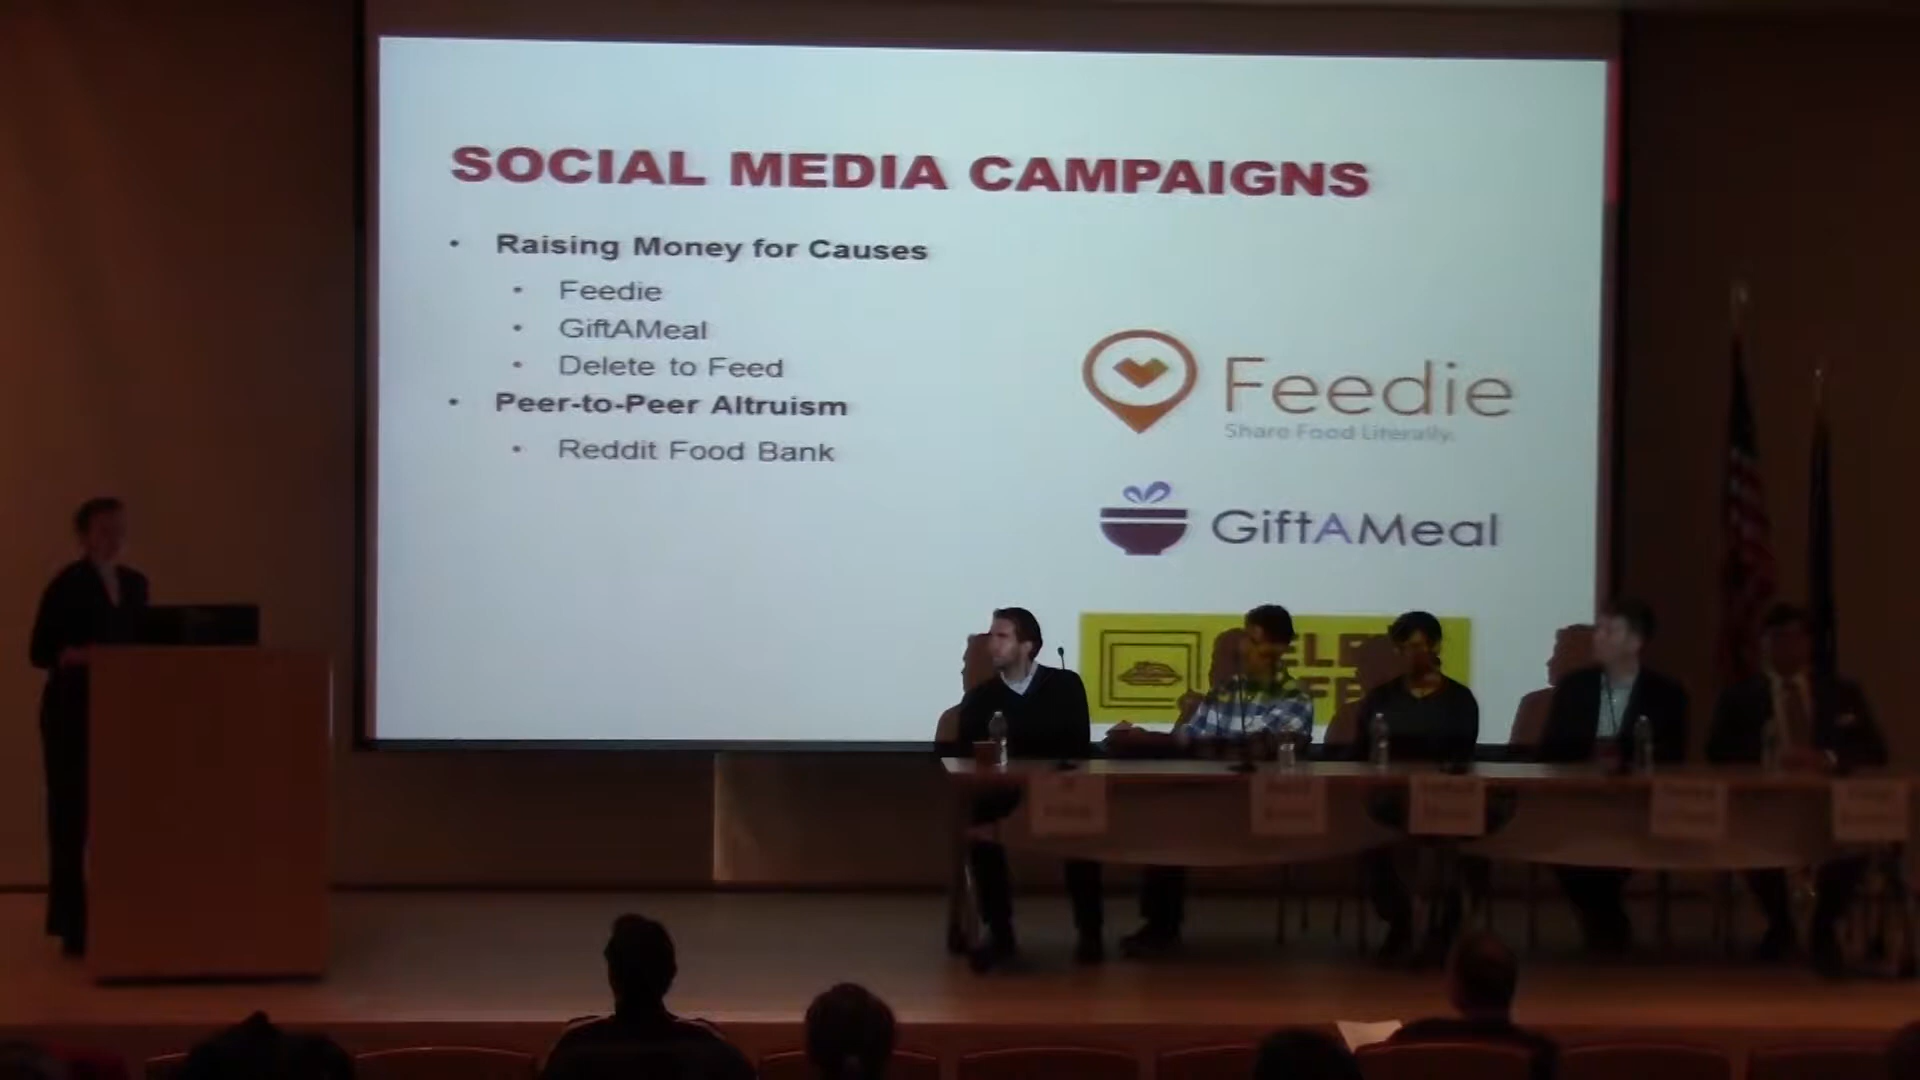 SOCIAL MEDIA CAMPAIGNS
• Raising Money for Causes
• Feedie
• GiftAMeal
• Delete to Feed
• Peer-to-Peer Altruism
• Reddit Food Bank
Feedie
Share Food Literally.
GiftAMeal